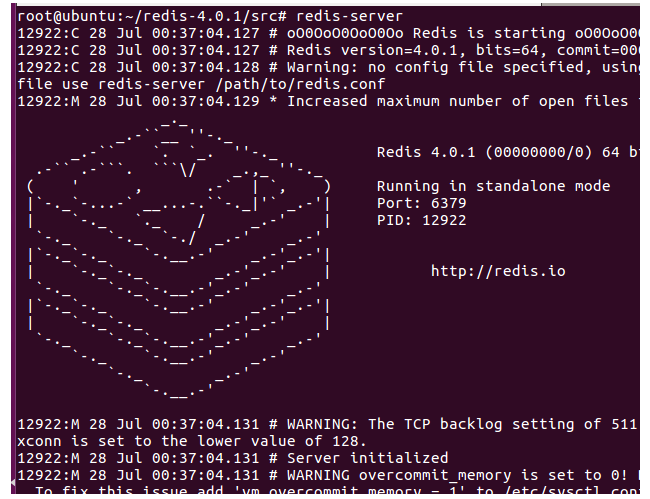 root@ubuntu:~/redis-4.0.1/src# redis-server
12922:C 28 Jul 00:37:04.127 # oO0OoO0OoO0Oo Redis is starting oO0OoO
12922:C 28 Jul 00:37:04.127 # Redis version=4.0.1, bits=64, commit=00
12922:C 28 Jul 00:37:04.128 # Warning: no config file specified, usin
file use redis-server /path/to/redis.conf
12922:M 28 Jul 00:37:04.129 * Increased maximum number of open files
Redis 4.0.1 (00000000/0) 64 b
Running in standalone mode
Port: 6379
PID: 12922
http://redis.io
12922:M 28 Jul 00:37:04.131 # WARNING: The TCP backlog setting of 511
xconn is set to the lower value of 128.
12922:M 28 Jul 00:37:04.131 # Server initialized
12922:M 28 Jul 00:37:04.131 # WARNING overcommit_memory is set to 0!
To fix this issue add 'vm.overcommit_memory = 1' to /etc/sysctl.con